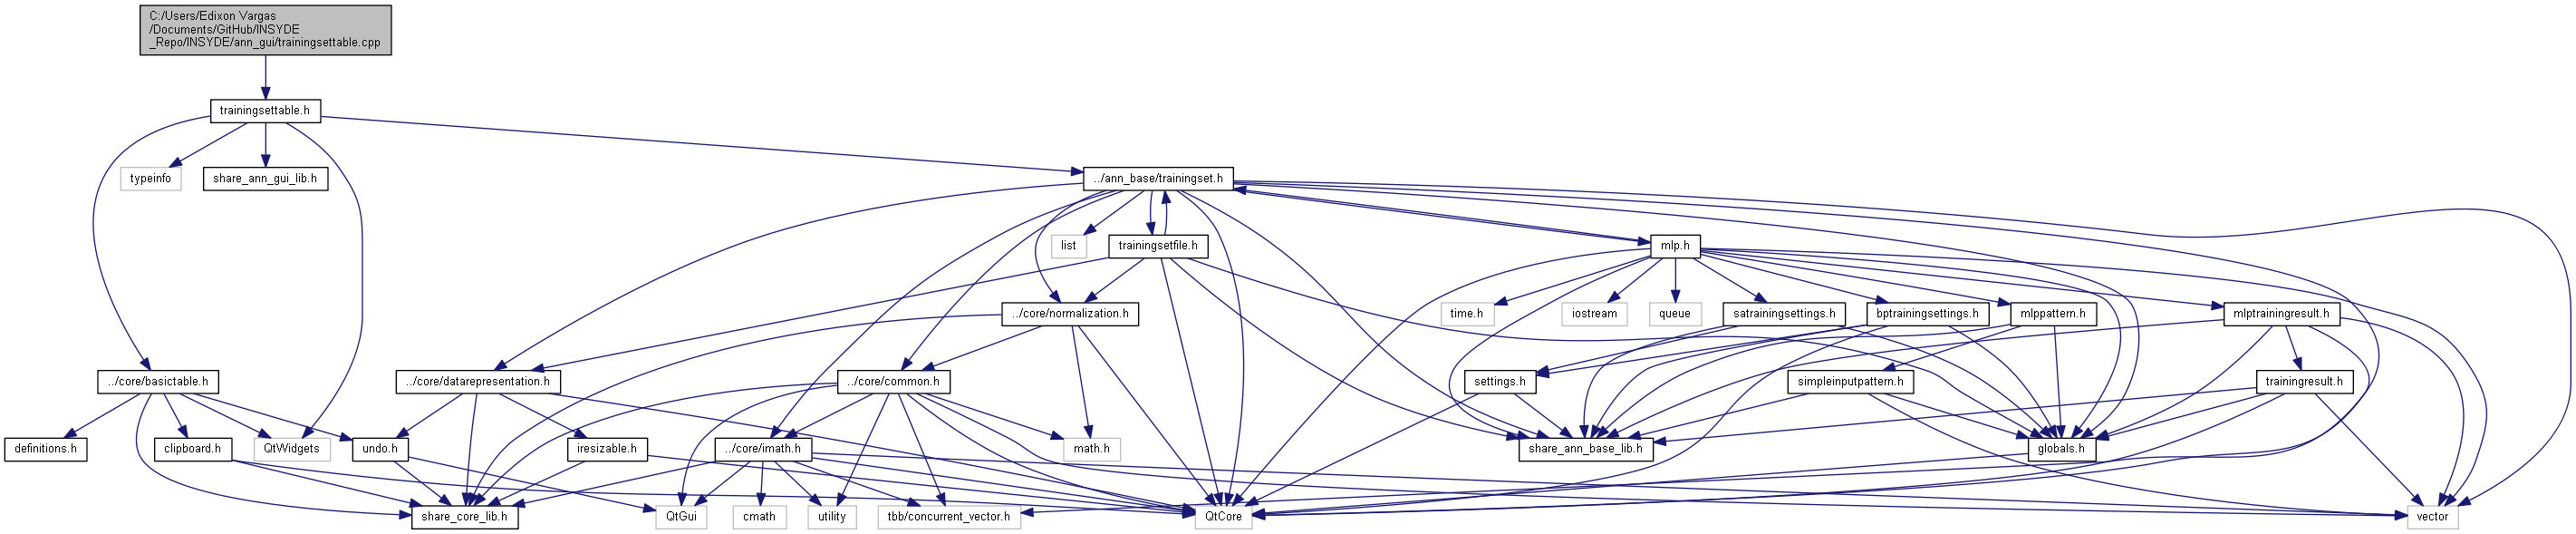 C:/Users/Edixon Vargas
/Documents/GitHub/INSYDE
_Repo/INSYDE/ann_gui/trainingsettable.cpp
trainingsettable.h
typeinfo
share_ann_gui_lib.h
../ann_base/trainingset.h
list
trainingsetfile.h
mlp.h
../core/normalization.h
time.h
iostream
queue
satrainingsettings.h
bptrainingsettings.h
mlppattern.h
mlptrainingresult.h
../core/basictable.h
../core/datarepresentation.h
../core/common.h
settings.h
simpleinputpattern.h
trainingresult.h
definitions.h
clipboard.h
QtWidgets
undo.h
iresizable.h
../core/imath.h
math.h
share_ann_base_lib.h
globals.h
share_core_lib.h
QtGui
cmath
utility
tbb/concurrent_vector.h
QtCore
vector